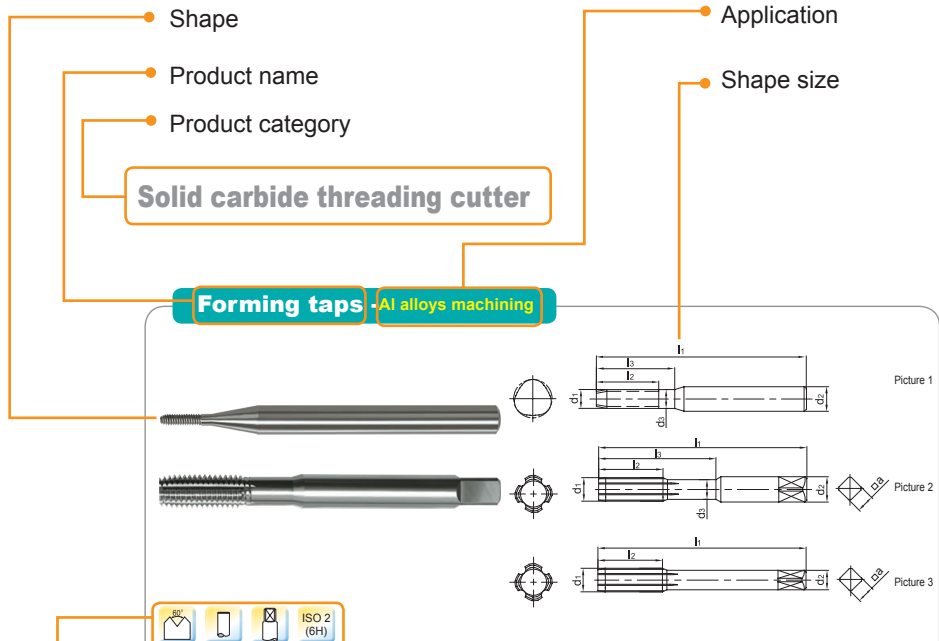 Shape
Application
Product name
Shape size
Product category
Solid carbide threading cutter
Forming taps - Al alloys machining
l1
l3
l2
d1
d3
d2
Picture 1
l1
l3
l2
d1
d3
d2
□a
Picture 2
l1
l2
d1
d2
□a
Picture 3
60°
ISO 2
(6H)